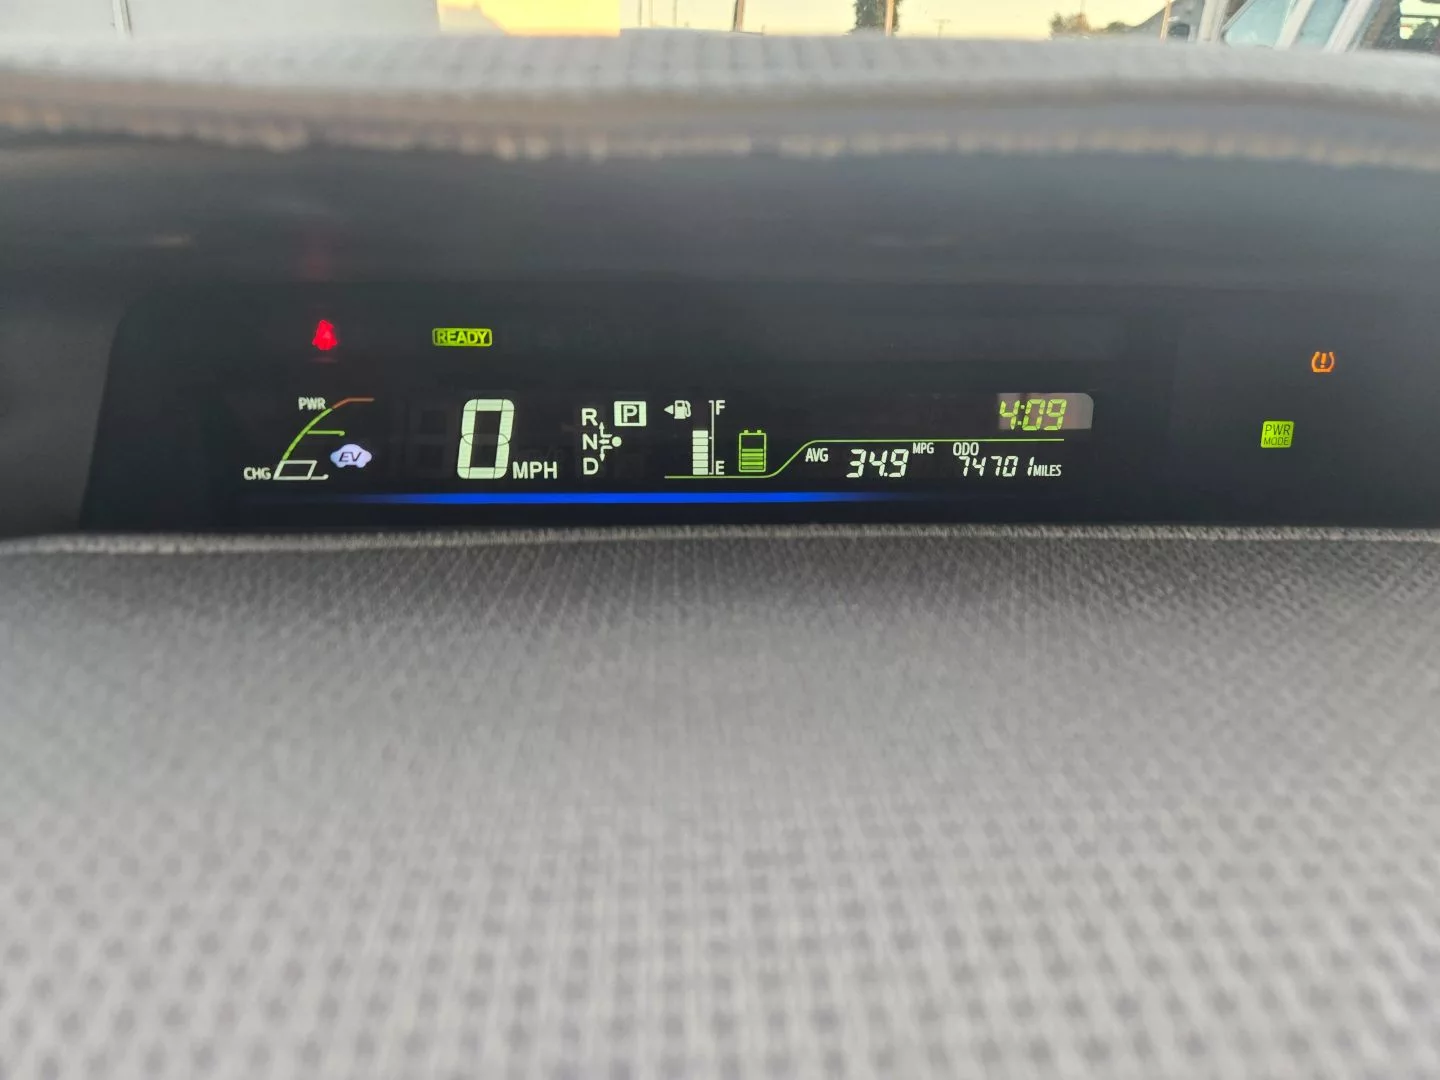 READY
PWR
CHG
EV
0 MPH
R P
N
D
F
E
4:09
AVG 34.9 MPG
ODO 74701 MILES
PWR
MODE